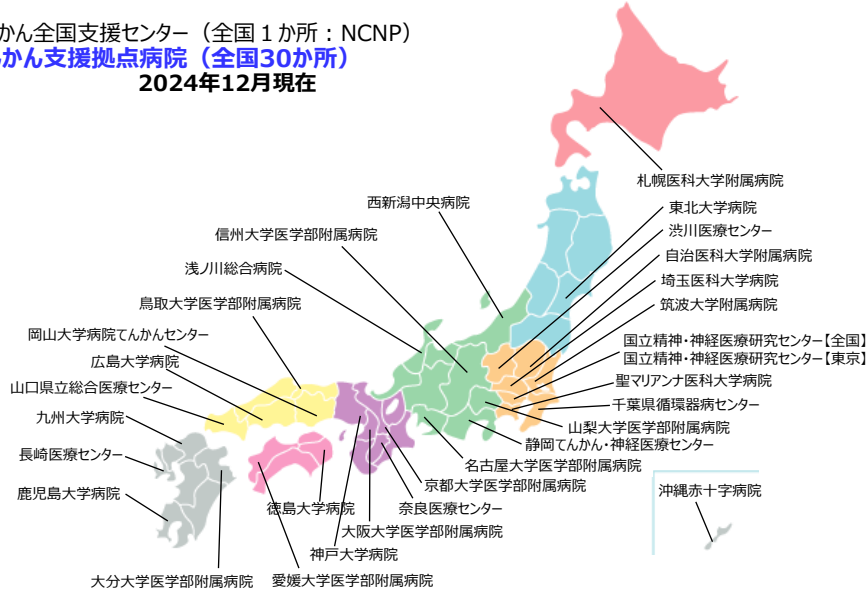 かん全国支援センター（全国１か所：NCNP）
かん支援拠点病院（全国30か所）
2024年12月現在
札幌医科大学附属病院
西新潟中央病院
東北大学病院
渋川医療センター
信州大学医学部附属病院
自治医科大学附属病院
浅ノ川総合病院
埼玉医科大学病院
鳥取大学医学部附属病院
筑波大学附属病院
岡山大学病院てんかんセンター
国立精神・神経医療研究センター【全国】
国立精神・神経医療研究センター【東京】
広島大学病院
聖マリアンナ医科大学病院
山口県立総合医療センター
千葉県循環器病センター
九州大学病院
山梨大学医学部附属病院
静岡てんかん・神経医療センター
長崎医療センター
名古屋大学医学部附属病院
京都大学医学部附属病院
鹿児島大学病院
徳島大学病院
奈良医療センター
沖縄赤十字病院
大阪大学医学部附属病院
神戸大学病院
大分大学医学部附属病院
愛媛大学医学部附属病院